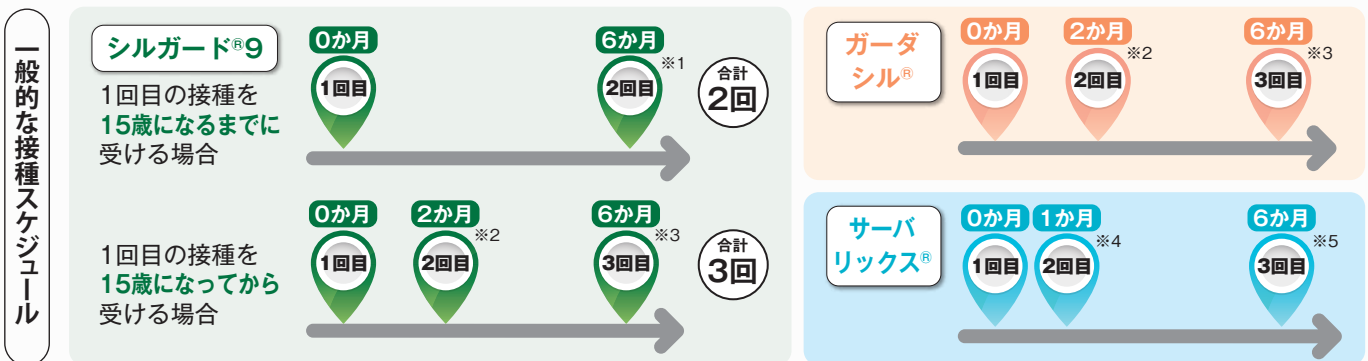 一般的な接種スケジュール
シルガード®9
1回目の接種を
15歳になるまでに
受ける場合
0か月
1回目
6か月
※1
2回目
合計
2回
1回目の接種を
15歳になってから
受ける場合
0か月
1回目
2か月
※2
2回目
6か月
※3
3回目
合計
3回
ガーダ
シル®
0か月
1回目
2か月
※2
2回目
6か月
※3
3回目
サーバ
リックス®
0か月
1回目
1か月
※4
2回目
6か月
※5
3回目